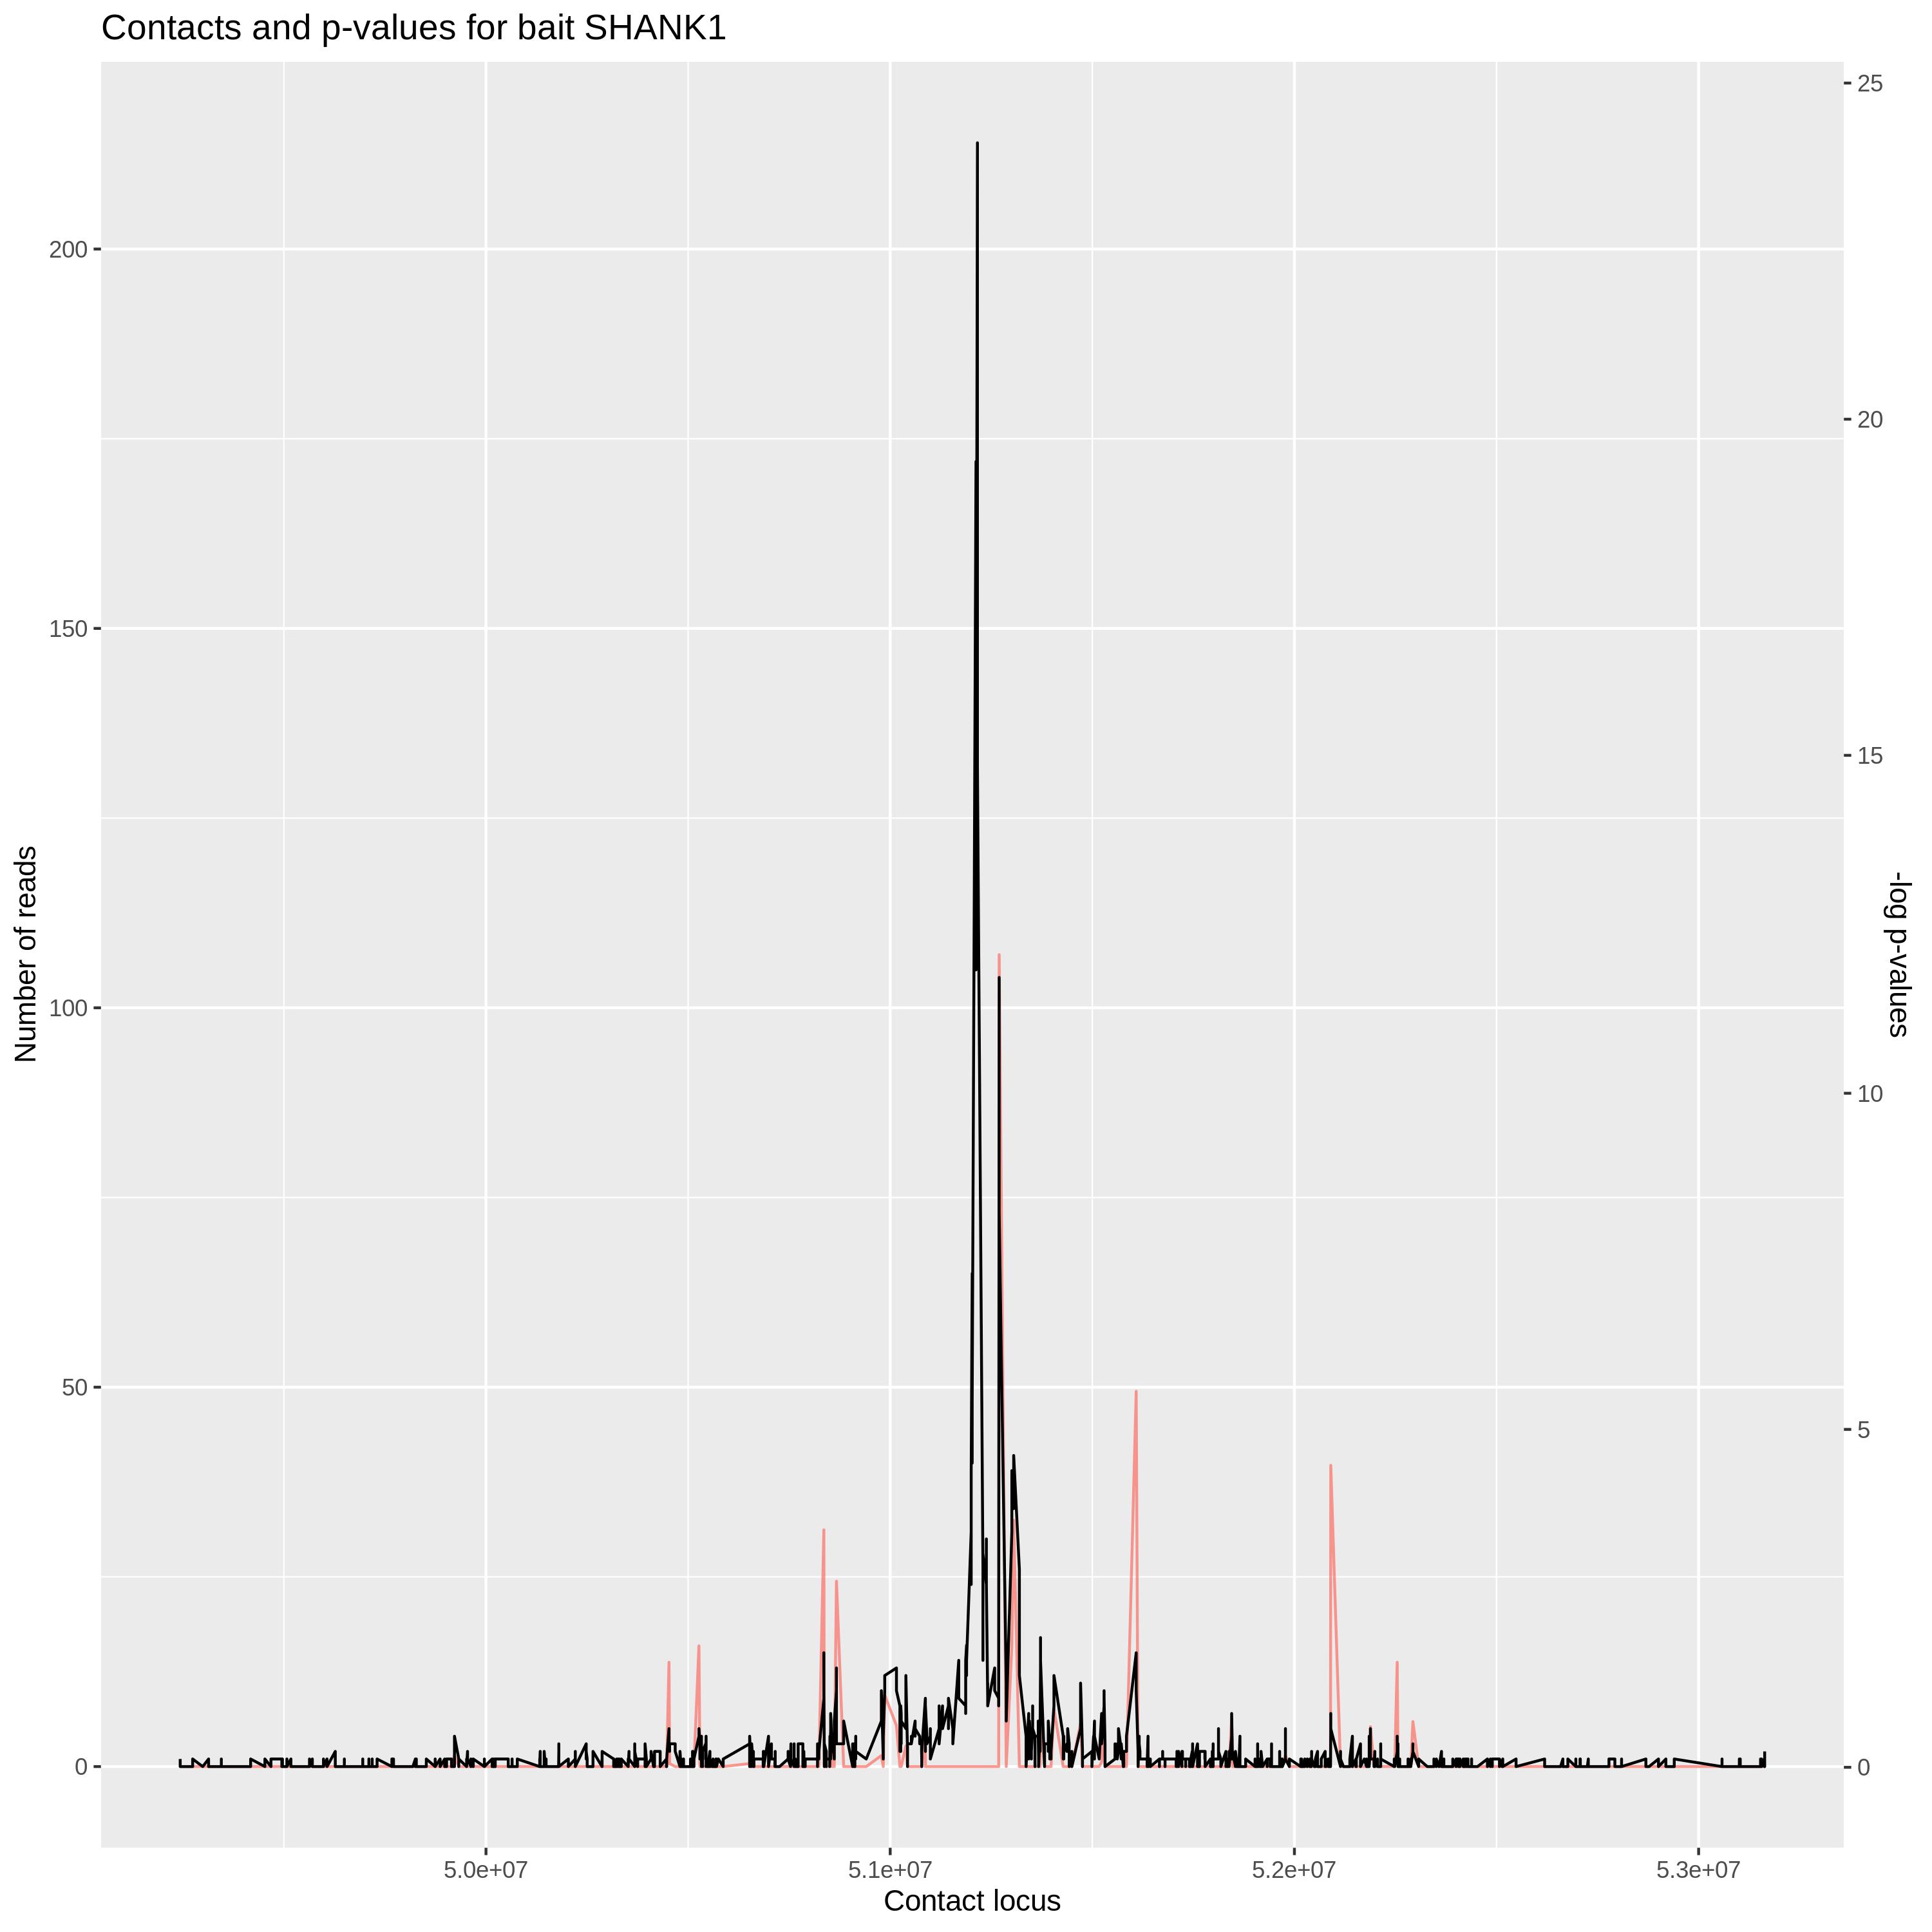 Contacts and p-values for bait SHANK1
25
200
20
150
15
Number of reads
-log p-values
100
10
50
5
0
0
5.0e+07
5.1e+07
5.2e+07
5.3e+07
Contact locus